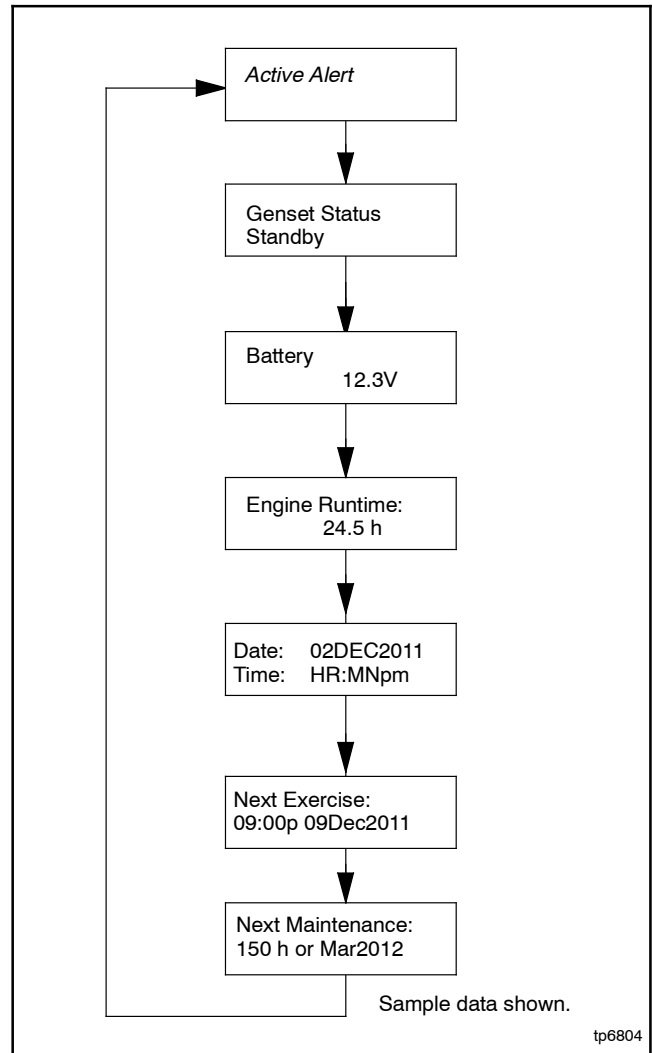 Active Alert
Genset Status
Standby
Battery
12.3V
Engine Runtime:
24.5 h
Date: 02DEC2011
Time: HR:MNpm
Next Exercise:
09:00p 09Dec2011
Next Maintenance:
150 h or Mar2012
Sample data shown.
tp6804